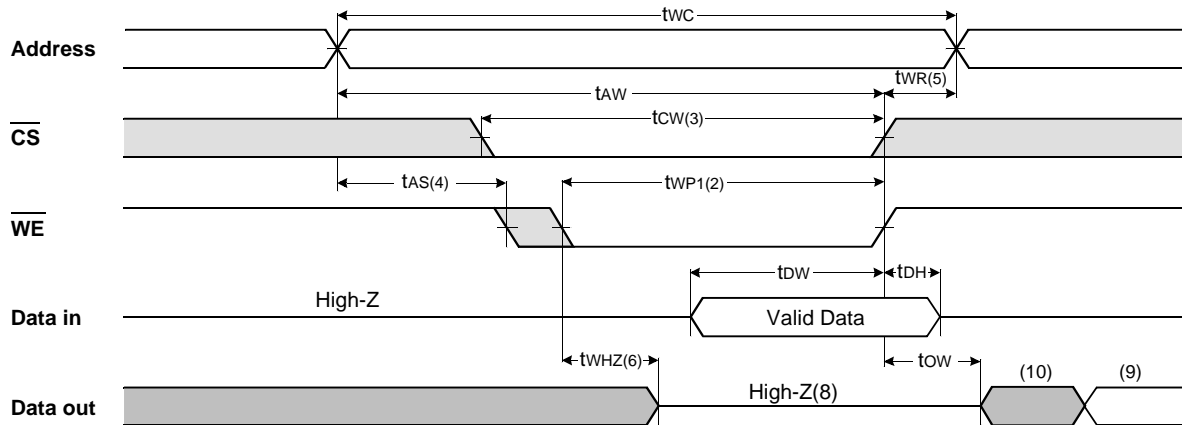 tWC
Address
tWR(5)
tAW
tCW(3)
CS
tAS(4)
tWP1(2)
WE
tDW
tDH
High-Z
Data in
Valid Data
tWHZ(6)
tOW
(10)
(9)
High-Z(8)
Data out